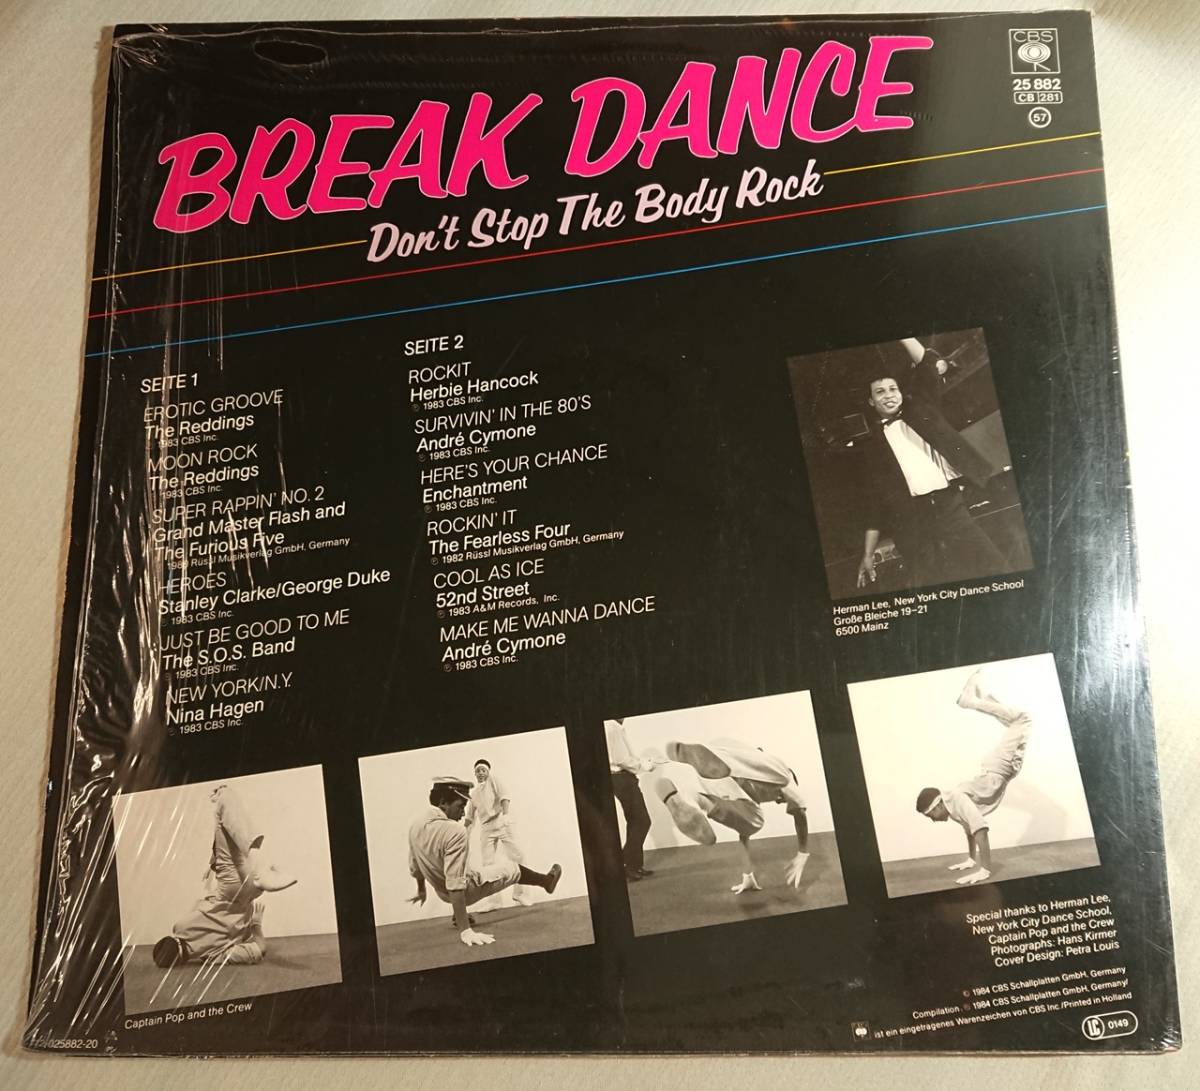 CBS
25 882
CB 281
57
BREAK DANCE
Don't Stop The Body Rock
SEITE 1
EROTIC GROOVE
The Reddings
1983 CBS Inc.
MOON ROCK
The Reddings
1983 CBS Inc.
SUPER RAPPIN' NO. 2
Grand Master Flash and
The Furious Five
Rüssl Musikverlag GmbH, Germany
HEROES
Stanley Clarke/George Duke
1983 CBS Inc.
JUST BE GOOD TO ME
The S.O.S. Band
1983 CBS Inc.
NEW YORK/N.Y.
Nina Hagen
℗ 1983 CBS Inc.
SEITE 2
ROCKIT
Herbie Hancock
℗ 1983 CBS Inc.
SURVIVIN' IN THE 80'S
André Cymone
℗ 1983 CBS Inc.
HERE'S YOUR CHANCE
Enchantment
℗ 1983 CBS Inc.
ROCKIN' IT
The Fearless Four
℗ 1982 Rüssl Musikverlag GmbH, Germany
COOL AS ICE
52nd Street
℗ 1983 A&M Records, Inc.
MAKE ME WANNA DANCE
André Cymone
℗ 1983 CBS Inc.
Herman Lee, New York City Dance School
Große Bleiche 19-21
6500 Mainz
Captain Pop and the Crew
Special thanks to Herman Lee,
New York City Dance School,
Captain Pop and the Crew
Photographs: Hans Kirmer
Cover Design: Petra Louis
© 1984 CBS Schallplatten GmbH, Germany
Compilation ℗ 1984 CBS Schallplatten GmbH, Germany/
ist ein eingetragenes Warenzeichen von CBS Inc./Printed in Holland
LC 0149
025882-20